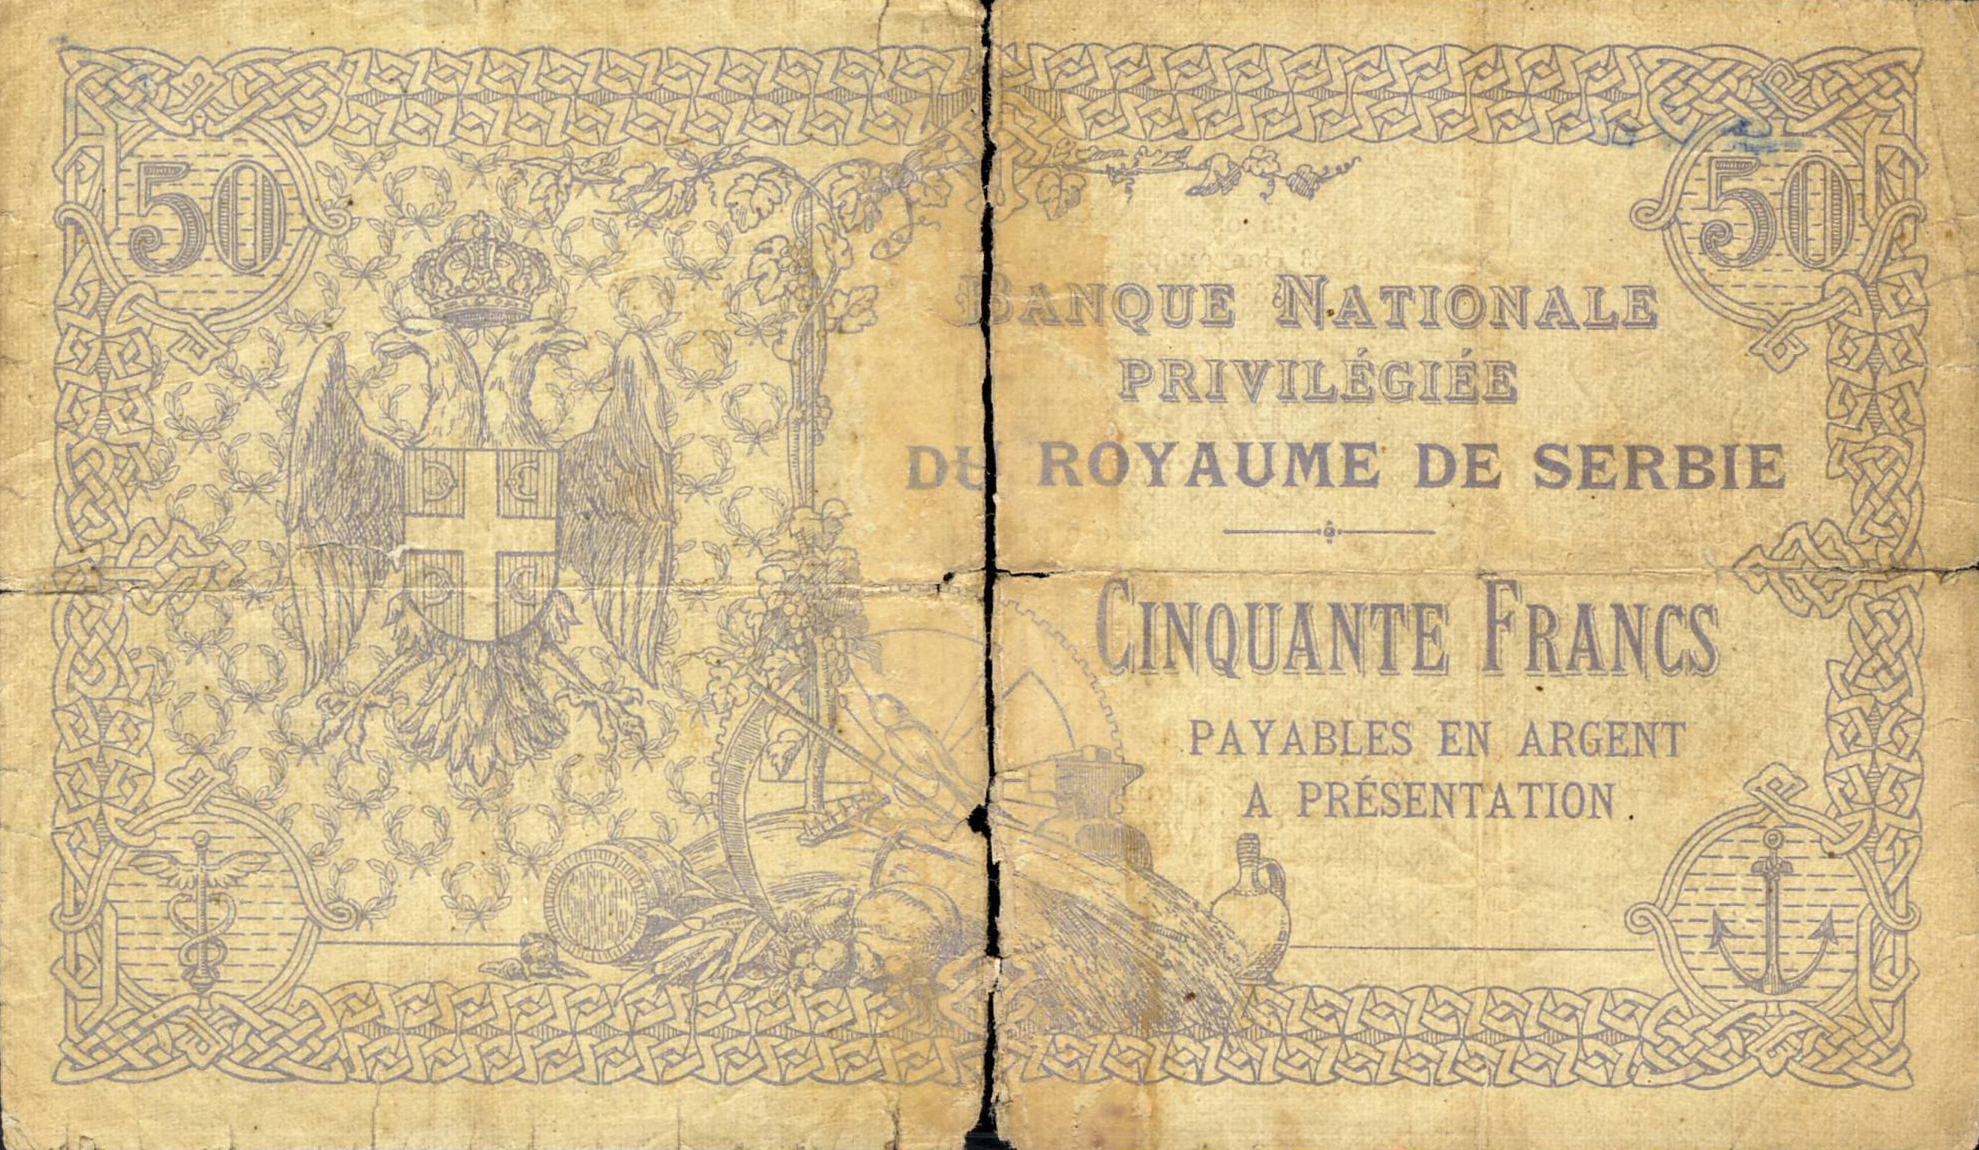 50
50
BANQUE NATIONALE
PRIVILÉGIÉE
DU ROYAUME DE SERBIE
CINQUANTE FRANCS
PAYABLES EN ARGENT
A PRÉSENTATION.